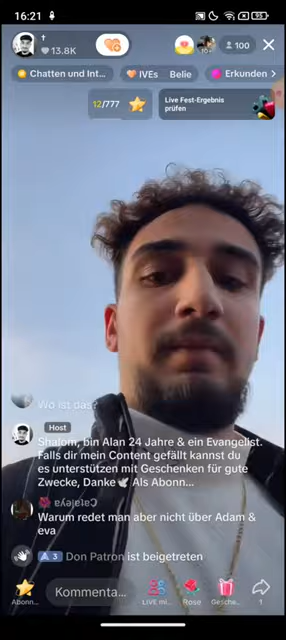 16:21
95
†
13.8K
100
Chatten und Int...
IVEs Belie
Erkunden
12/777
Live Fest-Ergebnis
prüfen
Wo ist das?
Host
Shalom, bin Alan 24 Jahre & ein Evangelist.
Falls dir mein Content gefällt kannst du
es unterstützen mit Geschenken für gute
Zwecke, Danke🕊 Als Abonn...
Warum redet man aber nicht über Adam &
eva
A 3 Don Patron ist beigetreten
Abonn...
Kommenta...
LIVE mi...
Rose
Gesche...
1